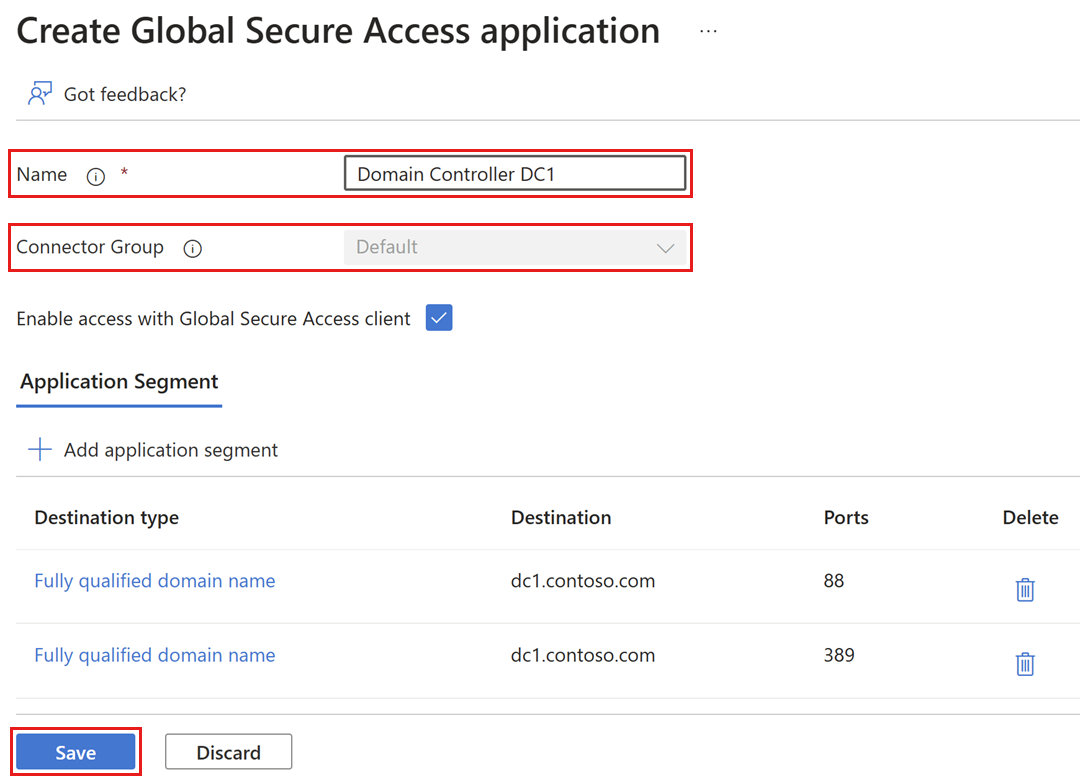 Create Global Secure Access application ...
Got feedback?
Name * Domain Controller DC1
Connector Group Default
Enable access with Global Secure Access client
Application Segment
Add application segment
Destination type Destination Ports Delete
Fully qualified domain name dc1.contoso.com 88
Fully qualified domain name dc1.contoso.com 389
Save Discard